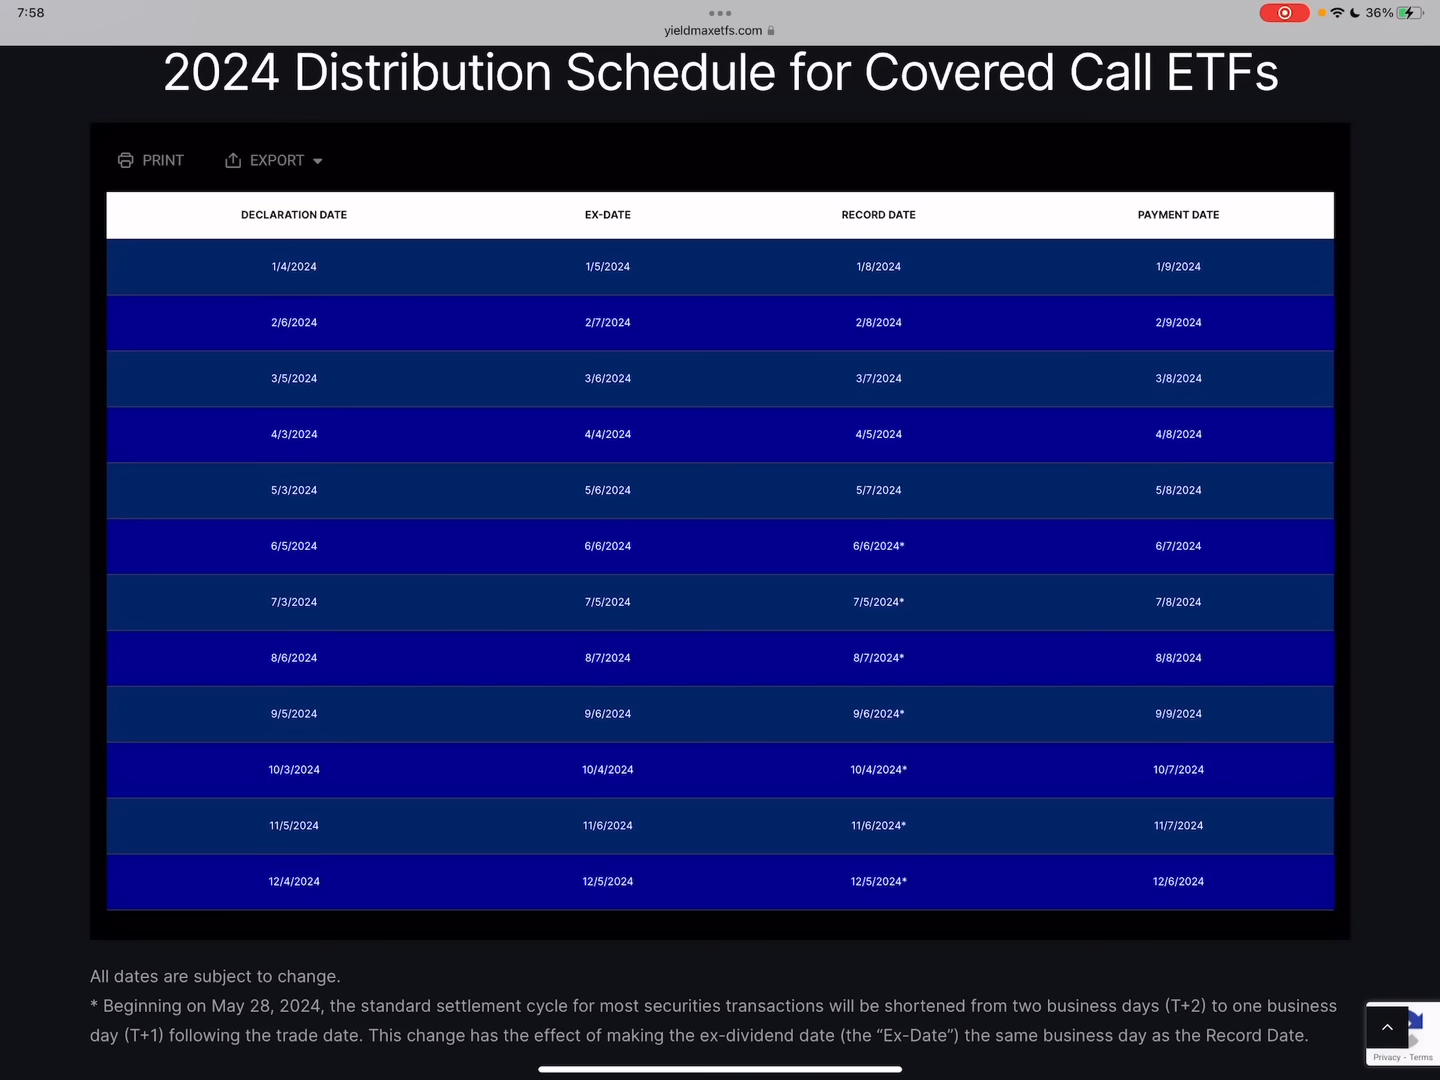 7:58
yieldmaxetfs.com
36%
2024 Distribution Schedule for Covered Call ETFs
PRINT EXPORT
DECLARATION DATE EX-DATE RECORD DATE PAYMENT DATE
1/4/2024 1/5/2024 1/8/2024 1/9/2024
2/6/2024 2/7/2024 2/8/2024 2/9/2024
3/5/2024 3/6/2024 3/7/2024 3/8/2024
4/3/2024 4/4/2024 4/5/2024 4/8/2024
5/3/2024 5/6/2024 5/7/2024 5/8/2024
6/5/2024 6/6/2024 6/6/2024* 6/7/2024
7/3/2024 7/5/2024 7/5/2024* 7/8/2024
8/6/2024 8/7/2024 8/7/2024* 8/8/2024
9/5/2024 9/6/2024 9/6/2024* 9/9/2024
10/3/2024 10/4/2024 10/4/2024* 10/7/2024
11/5/2024 11/6/2024 11/6/2024* 11/7/2024
12/4/2024 12/5/2024 12/5/2024* 12/6/2024
All dates are subject to change.
* Beginning on May 28, 2024, the standard settlement cycle for most securities transactions will be shortened from two business days (T+2) to one business
day (T+1) following the trade date. This change has the effect of making the ex-dividend date (the “Ex-Date”) the same business day as the Record Date.
Privacy - Terms